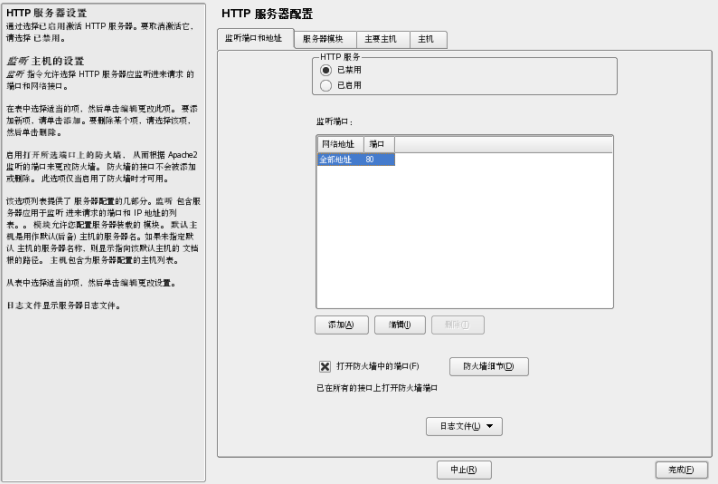 HTTP 服务器设置
通过选择已启用激活 HTTP 服务器。要取消激活它，
请选择 已禁用。
监听 主机的设置
监听 指令允许选择 HTTP 服务器应监听进来请求 的
端口和网络接口。
在表中选择适当的项，然后单击编辑更改此项。 要添
加新项，请单击添加。要删除某个项，请选择该项，
然后单击删除。
启用打开所选端口上的防火墙， 从而根据 Apache2
监听的端口来更改防火墙。 防火墙的接口不会被添加
或删除。 此选项仅当启用了防火墙时才可用。
该选项列表提供了 服务器配置的几部分。监听 包含服
务器应用于监听 进来请求的端口和 IP 地址的列
表。。 模块允许您配置服务器装载的 模块。 默认主
机是用作默认(后备) 主机的服务器名。如果未指定默
认 主机的服务器名称，则显示指向该默认主机的 文档
根的路径。 主机包含为服务器配置的主机列表。
从表中选择适当的项，然后单击编辑更改设置。
日志文件显示服务器日志文件。
HTTP 服务器配置
监听端口和地址 服务器模块 主要主机 主机
HTTP 服务
已禁用
已启用
监听端口：
网络地址 端口
全部地址 80
添加(A) 编辑(I) 删除(T)
打开防火墙中的端口(F) 防火墙细节(D)
已在所有的接口上打开防火墙端口
日志文件(L)
中止(R) 完成(F)